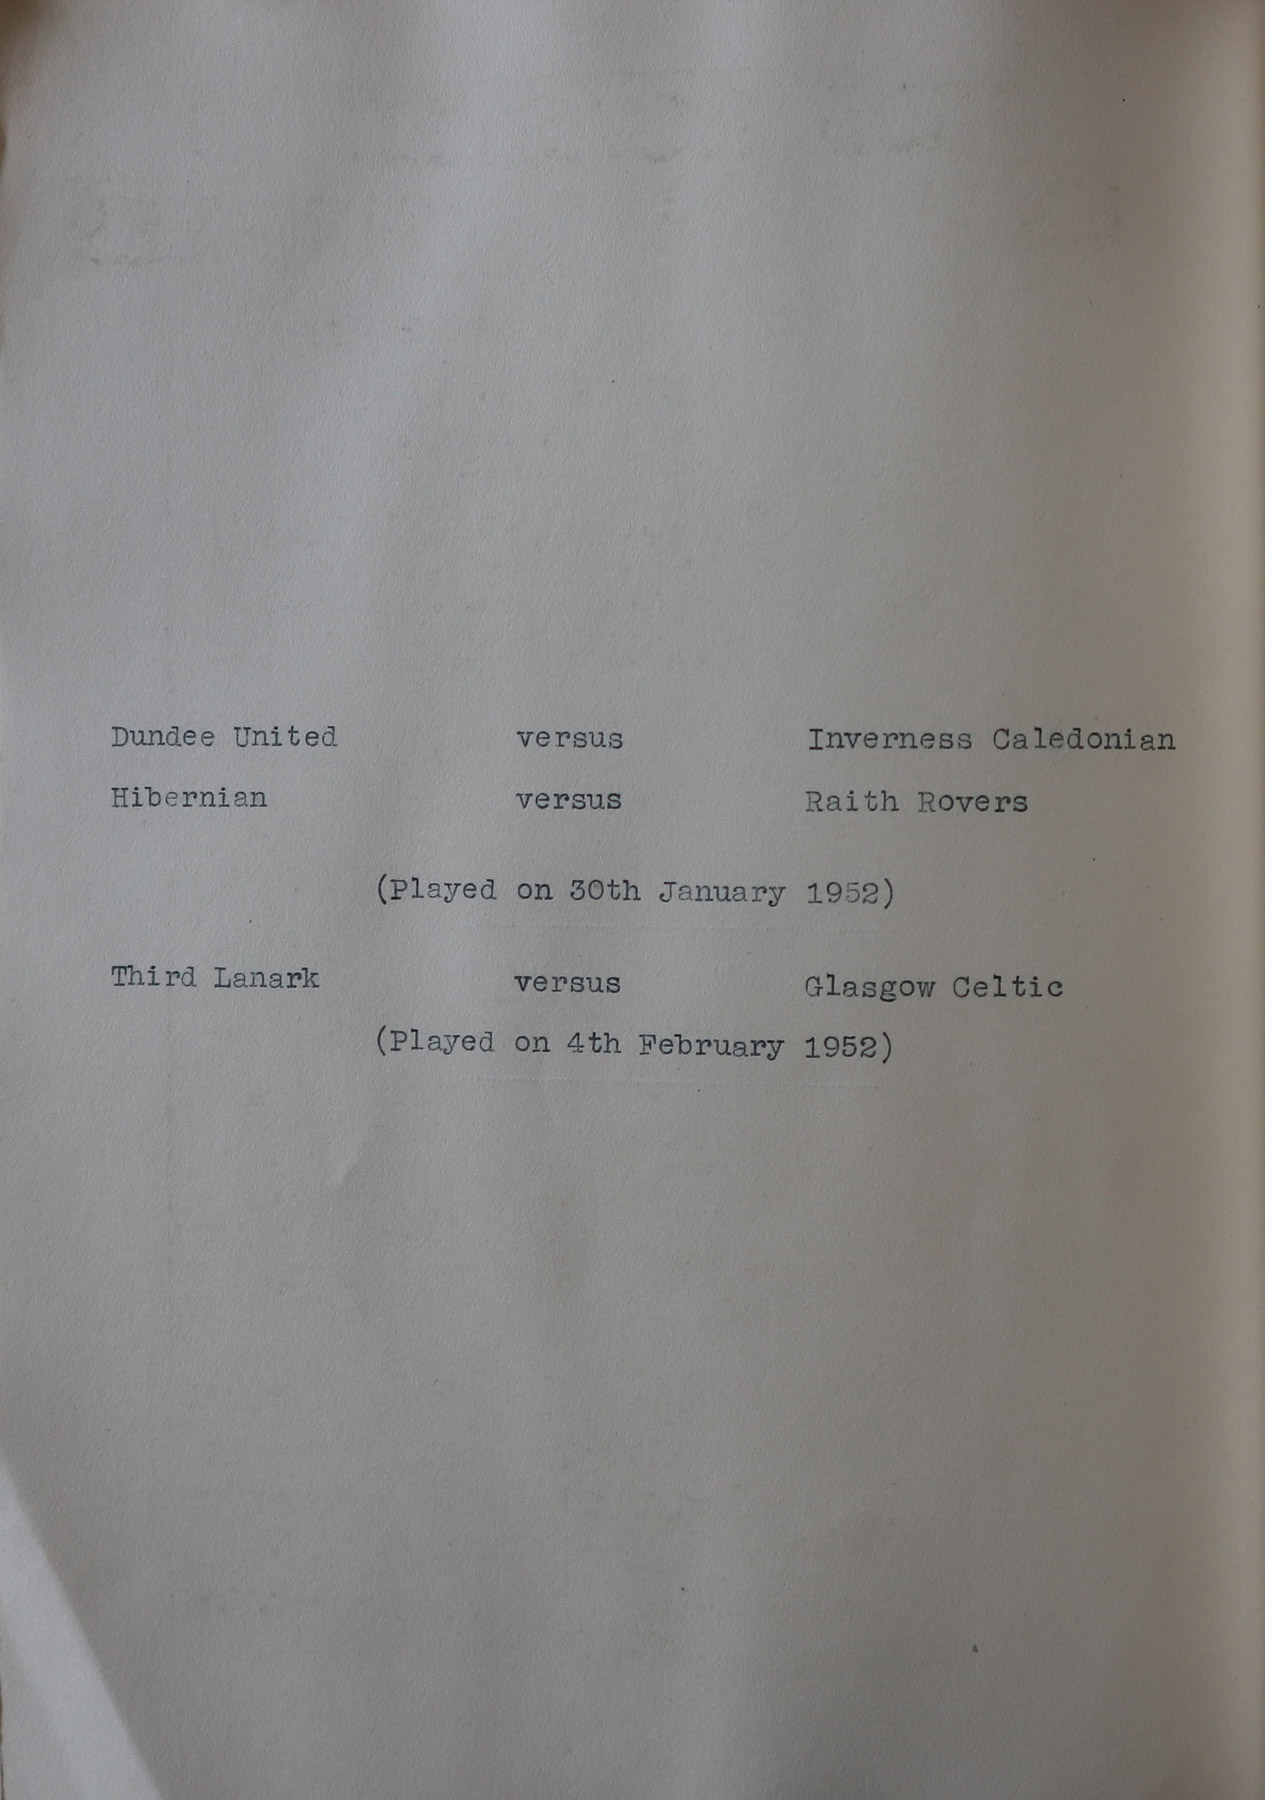 Dundee United versus Inverness Caledonian
Hibernian versus Raith Rovers
(Played on 30th January 1952)
Third Lanark versus Glasgow Celtic
(Played on 4th February 1952)